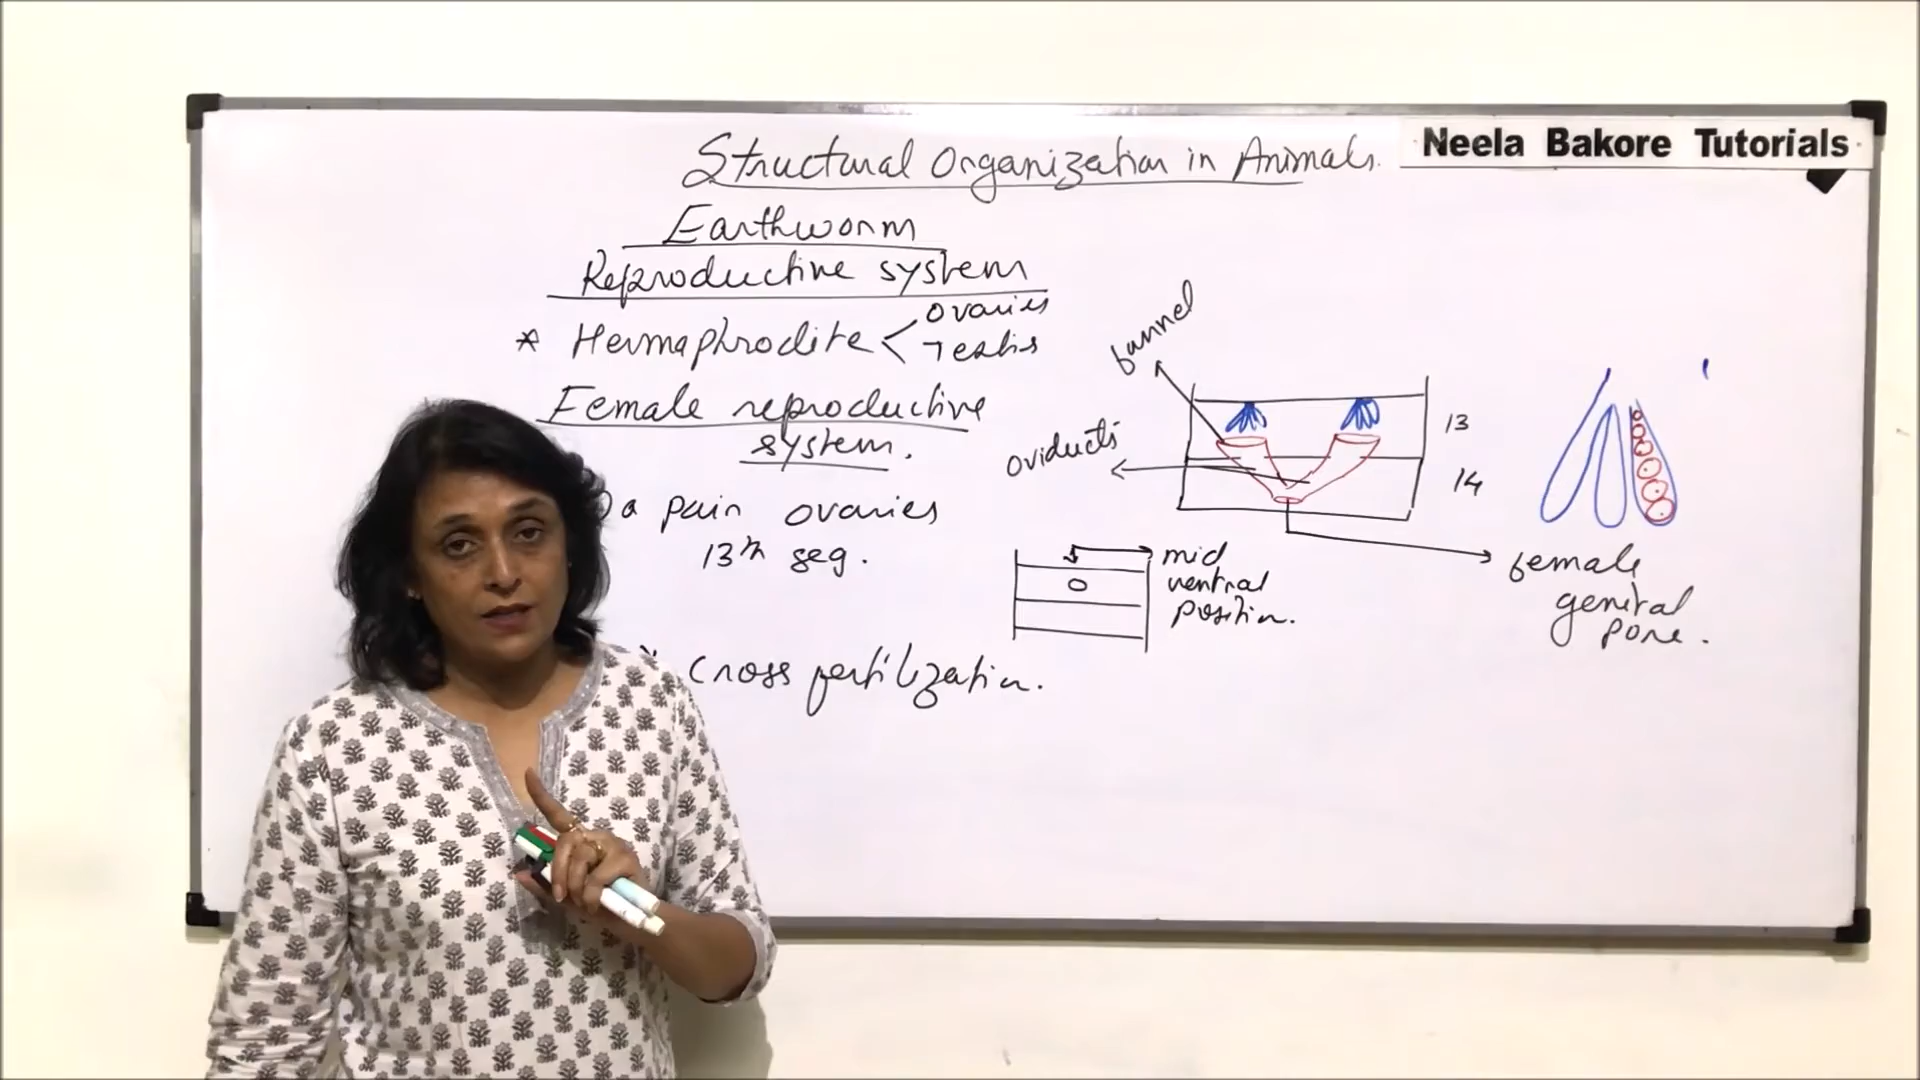 Structural Organization in Animals.
Neela Bakore Tutorials
Earthworm
Reproductive system
* Hermaphrodite < ovaries
Testis
Female reproductive
system.
a pair ovaries
13th seg.
* Cross fertilization.
funnel
oviducts
13
14
mid
ventral
position.
female
genital
pore.